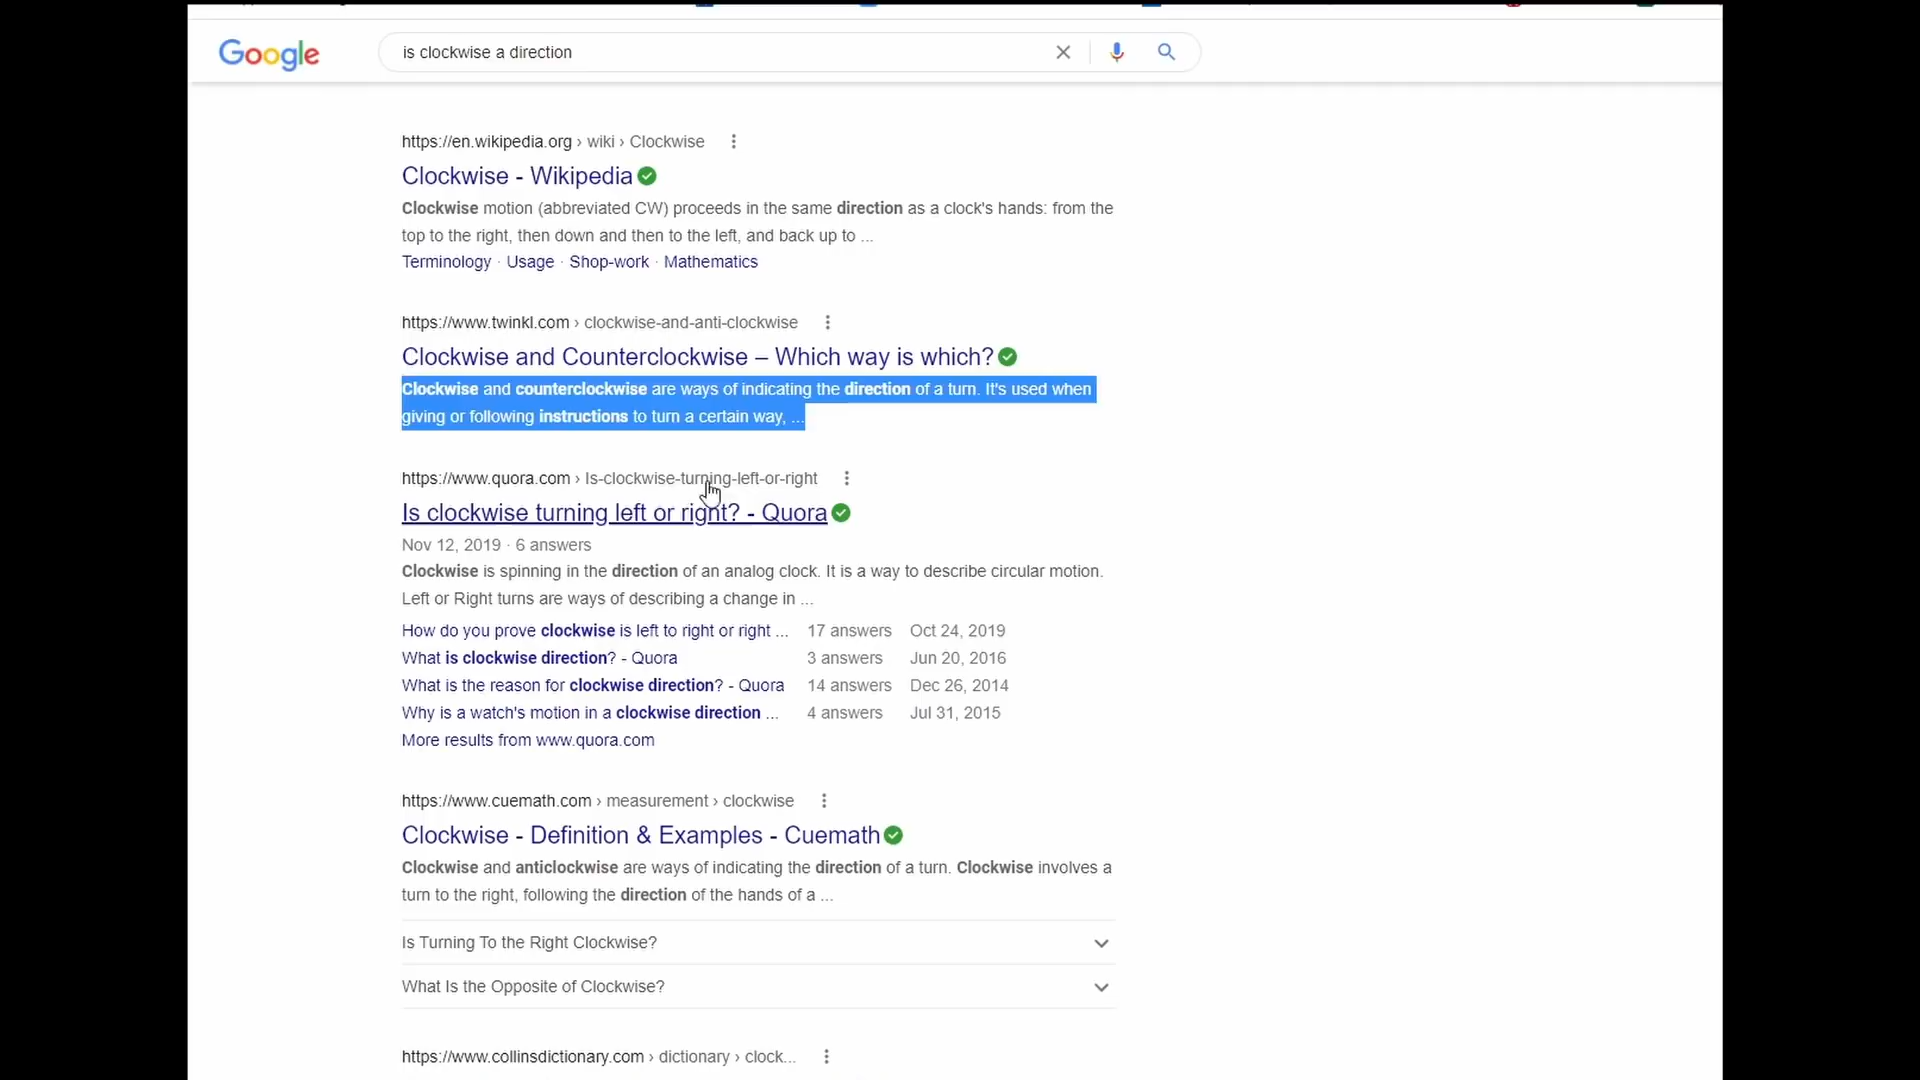 Google
is clockwise a direction
https://en.wikipedia.org › wiki › Clockwise
Clockwise - Wikipedia
Clockwise motion (abbreviated CW) proceeds in the same direction as a clock's hands: from the
top to the right, then down and then to the left, and back up to ...
Terminology · Usage · Shop-work · Mathematics
https://www.twinkl.com › clockwise-and-anti-clockwise
Clockwise and Counterclockwise – Which way is which?
Clockwise and counterclockwise are ways of indicating the direction of a turn. It's used when
giving or following instructions to turn a certain way, ...
https://www.quora.com › Is-clockwise-turning-left-or-right
Is clockwise turning left or right? - Quora
Nov 12, 2019 · 6 answers
Clockwise is spinning in the direction of an analog clock. It is a way to describe circular motion.
Left or Right turns are ways of describing a change in ...
How do you prove clockwise is left to right or right ... 17 answers Oct 24, 2019
What is clockwise direction? - Quora 3 answers Jun 20, 2016
What is the reason for clockwise direction? - Quora 14 answers Dec 26, 2014
Why is a watch's motion in a clockwise direction ... 4 answers Jul 31, 2015
More results from www.quora.com
https://www.cuemath.com › measurement › clockwise
Clockwise - Definition & Examples - Cuemath
Clockwise and anticlockwise are ways of indicating the direction of a turn. Clockwise involves a
turn to the right, following the direction of the hands of a ...
Is Turning To the Right Clockwise?
What Is the Opposite of Clockwise?
https://www.collinsdictionary.com › dictionary › clock...